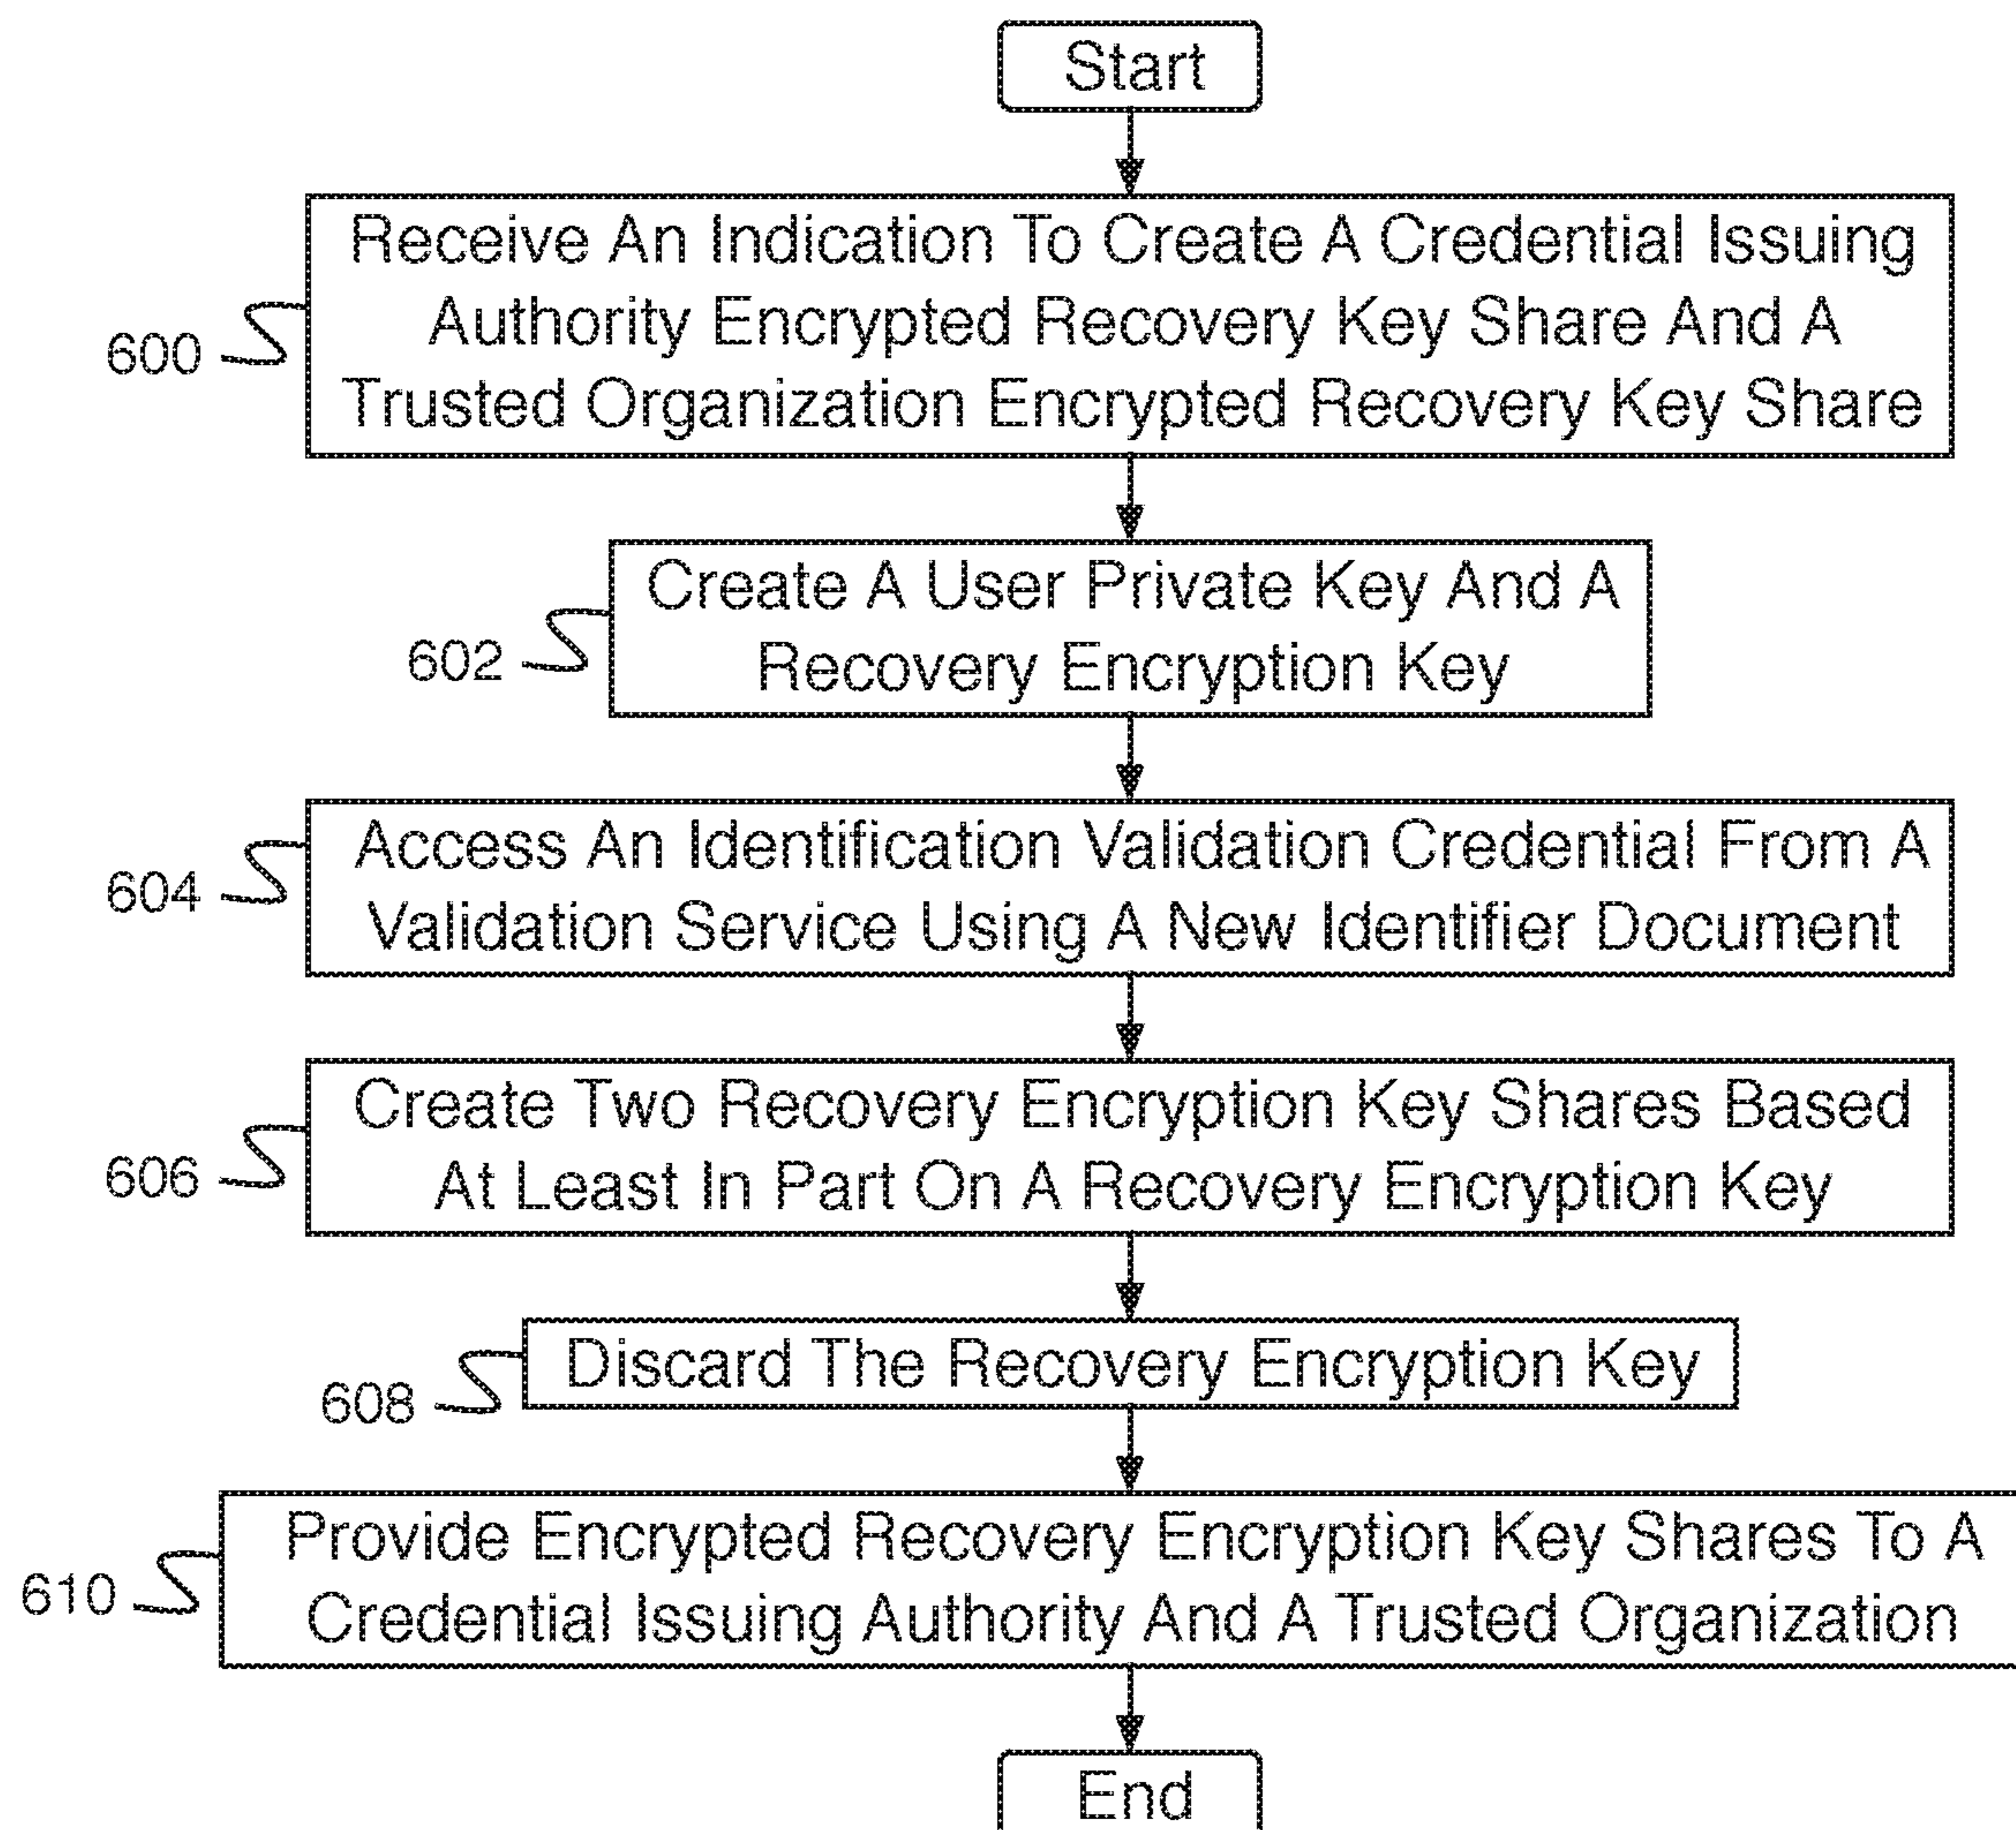 Start
Receive An Indication To Create A Credential Issuing
Authority Encrypted Recovery Key Share And A
Trusted Organization Encrypted Recovery Key Share
600
Create A User Private Key And A
Recovery Encryption Key
602
Access An Identification Validation Credential From A
Validation Service Using A New Identifier Document
604
Create Two Recovery Encryption Key Shares Based
At Least In Part On A Recovery Encryption Key
606
Discard The Recovery Encryption Key
608
Provide Encrypted Recovery Encryption Key Shares To A
Credential Issuing Authority And A Trusted Organization
610
End